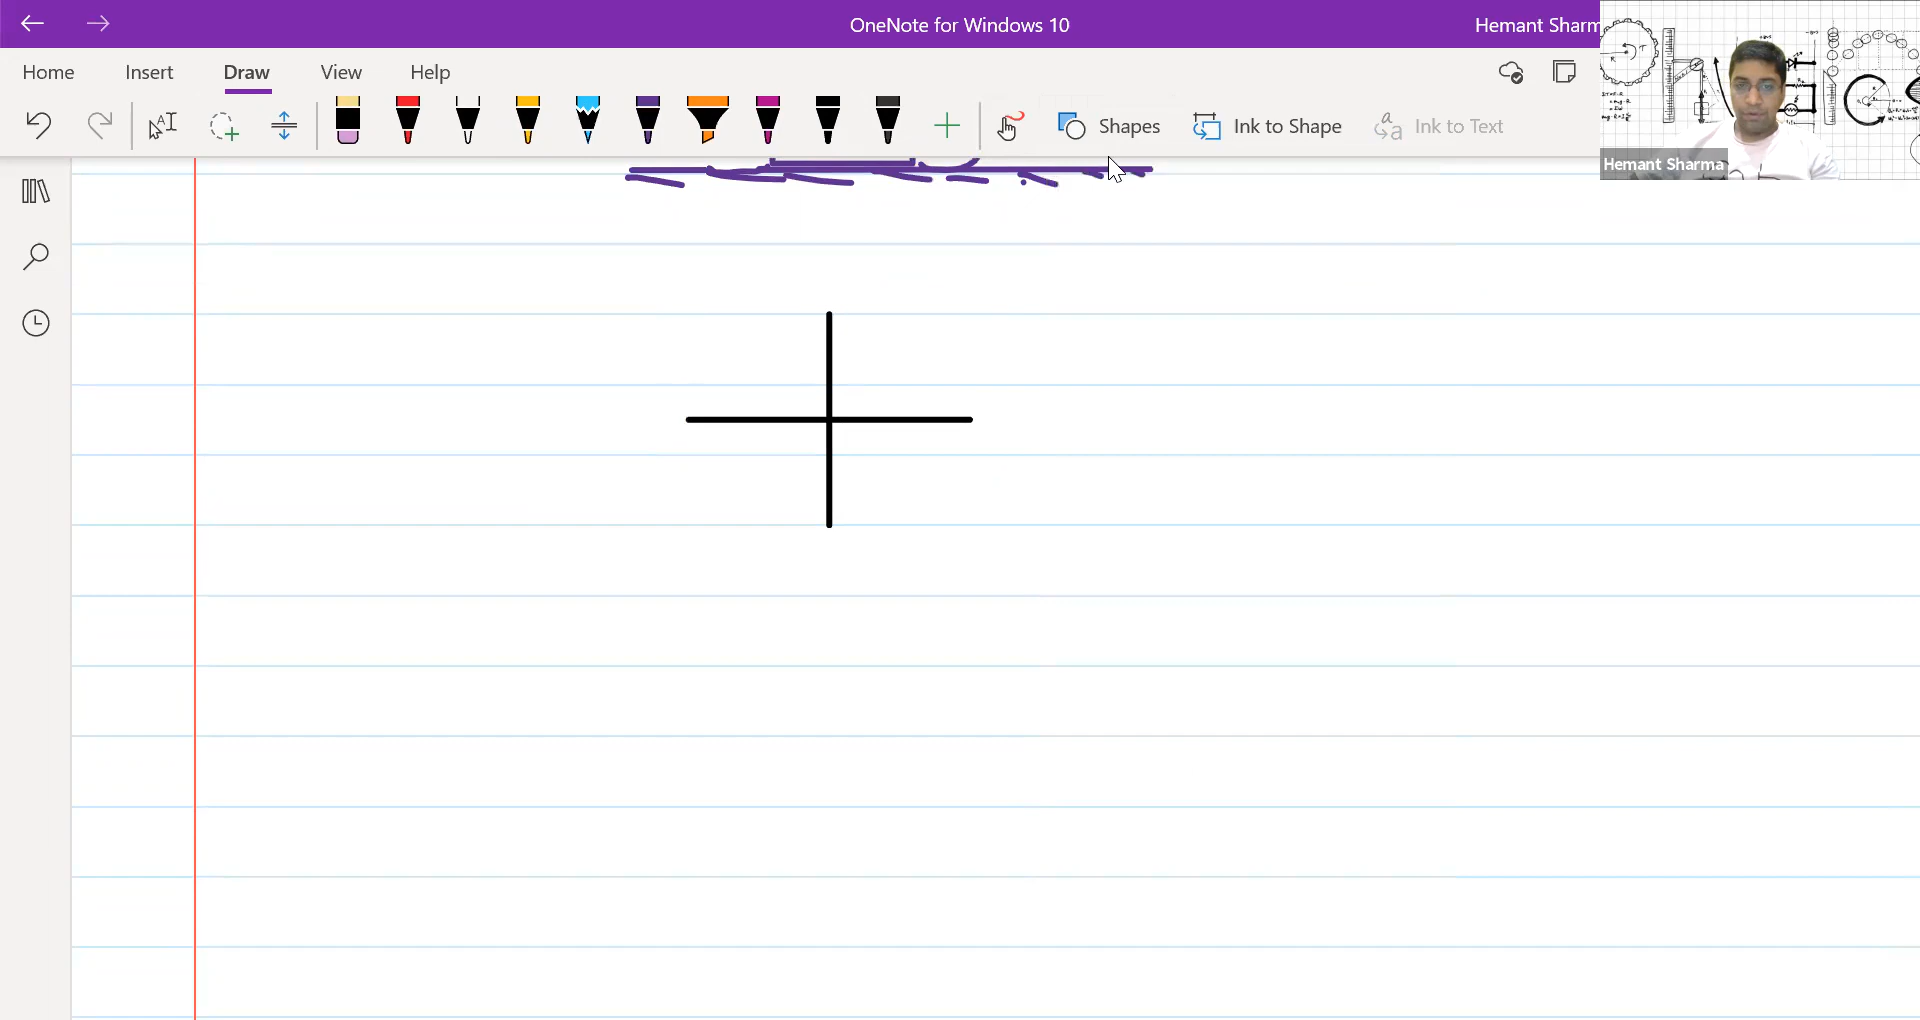 OneNote for Windows 10
Hemant Sharm
Home Insert Draw View Help
Shapes Ink to Shape Ink to Text
Hemant Sharma